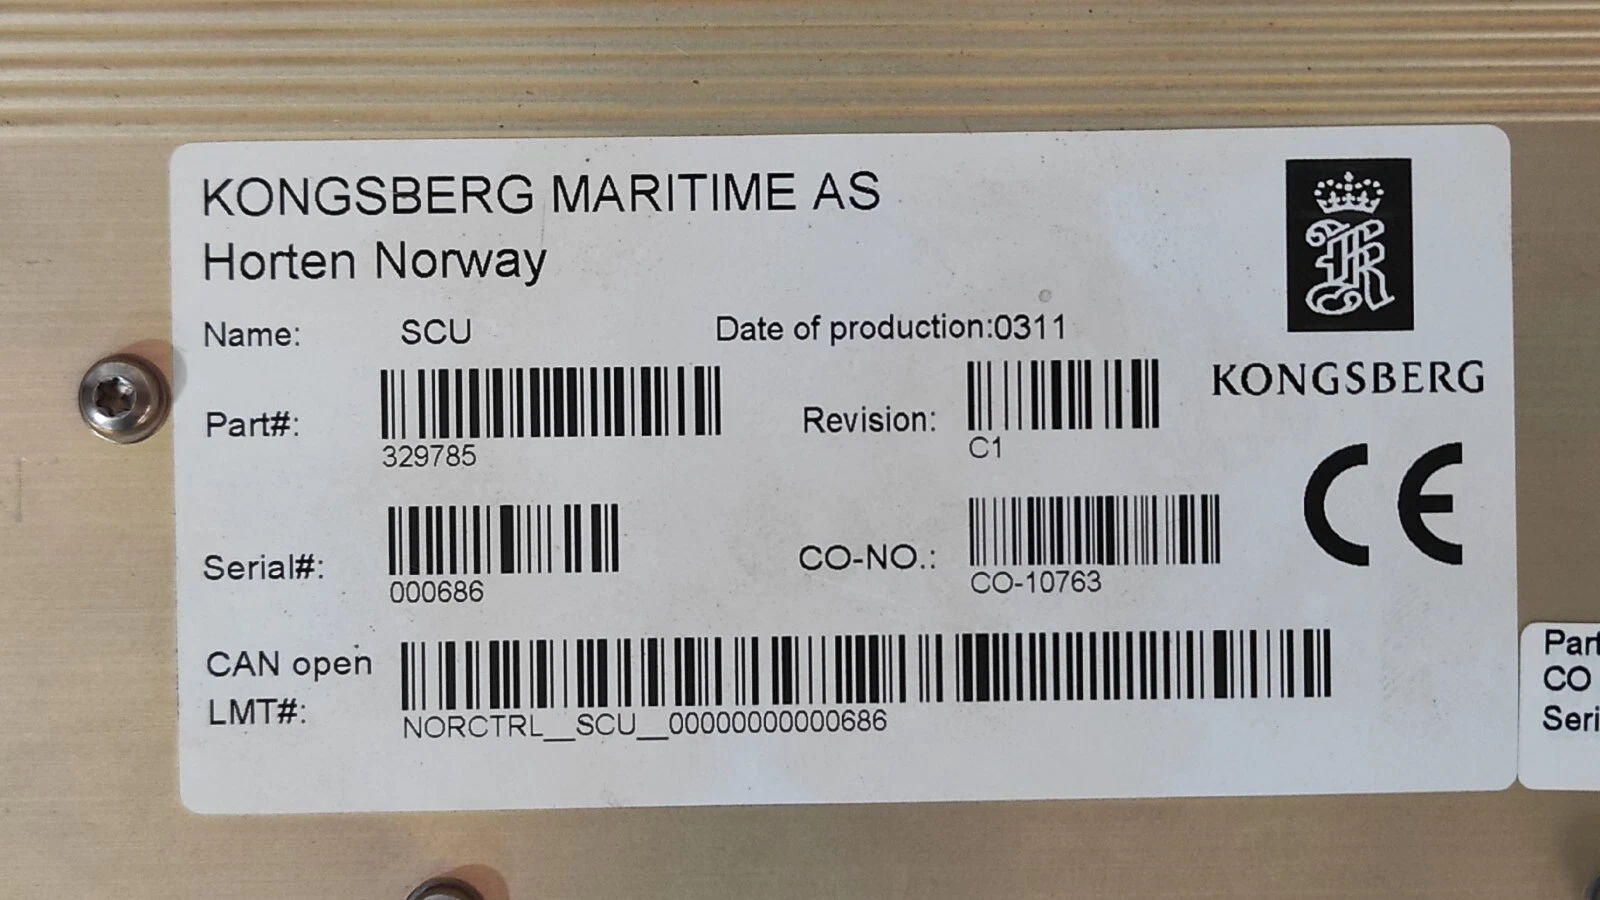 KONGSBERG MARITIME AS
Horten Norway
Name: SCU Date of production:0311
Part#: 329785 Revision: C1
KONGSBERG
Serial#: 000686 CO-NO.: CO-10763
CE
CAN open
LMT#: NORCTRL__SCU__00000000000686
Part
CO
Seri